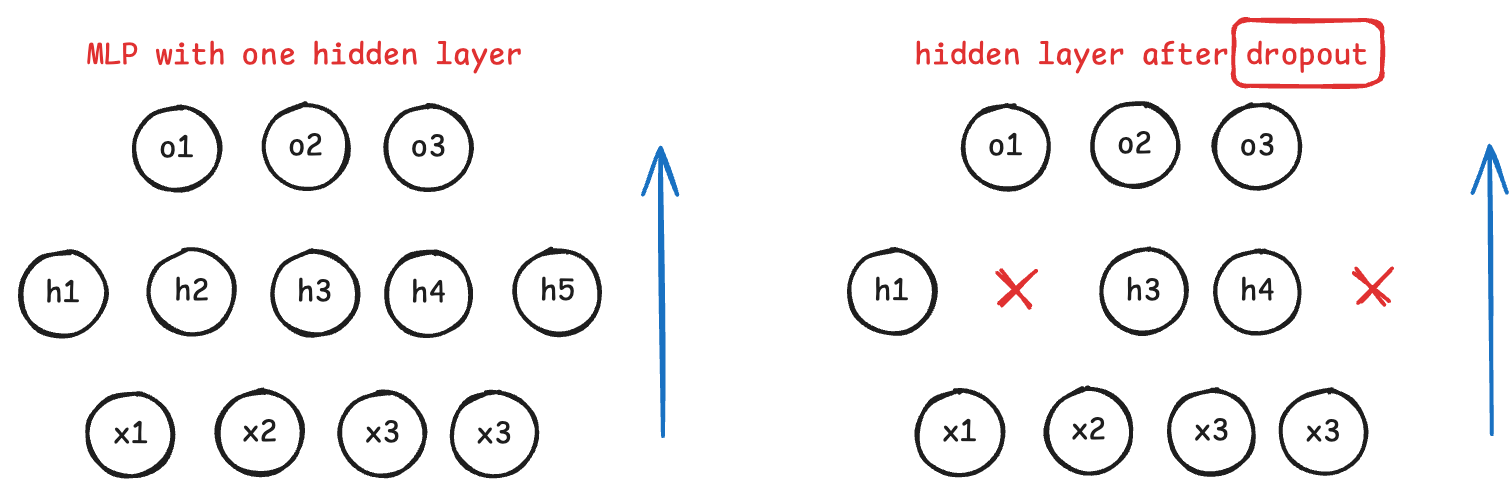 MLP with one hidden layer
o1 o2 o3
h1 h2 h3 h4 h5
x1 x2 x3 x3
hidden layer after dropout
o1 o2 o3
h1 h3 h4
x1 x2 x3 x3